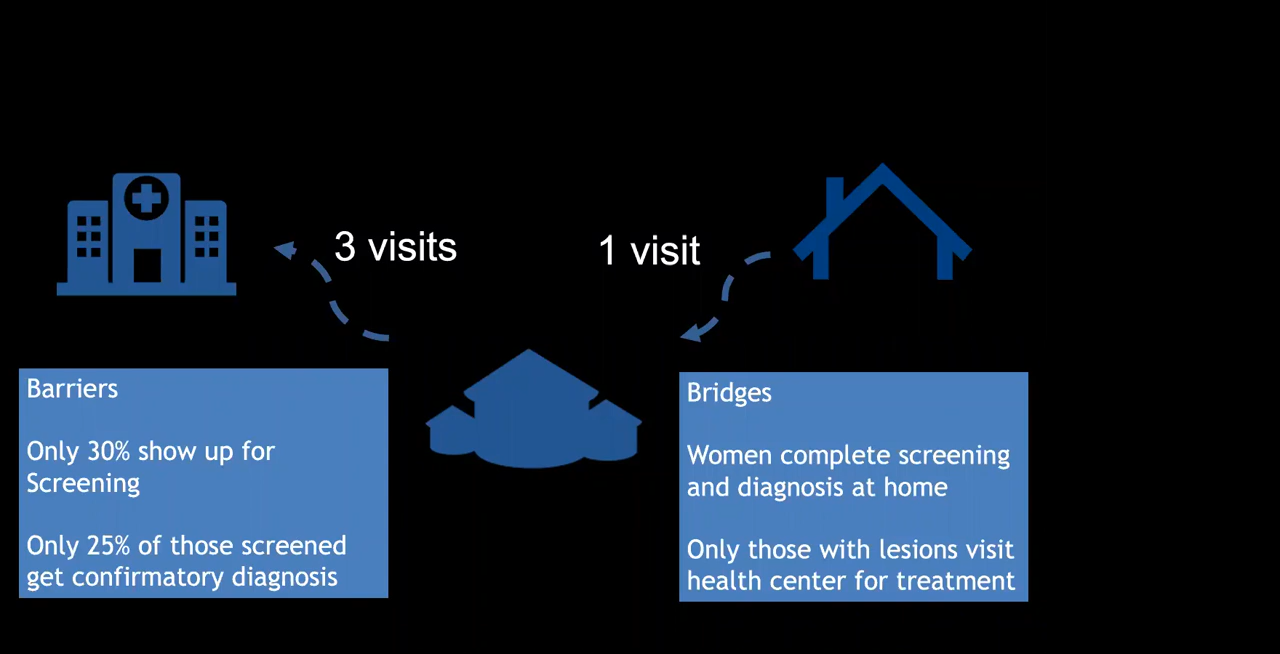 3 visits
1 visit
Barriers
Only 30% show up for
Screening
Only 25% of those screened
get confirmatory diagnosis
Bridges
Women complete screening
and diagnosis at home
Only those with lesions visit
health center for treatment